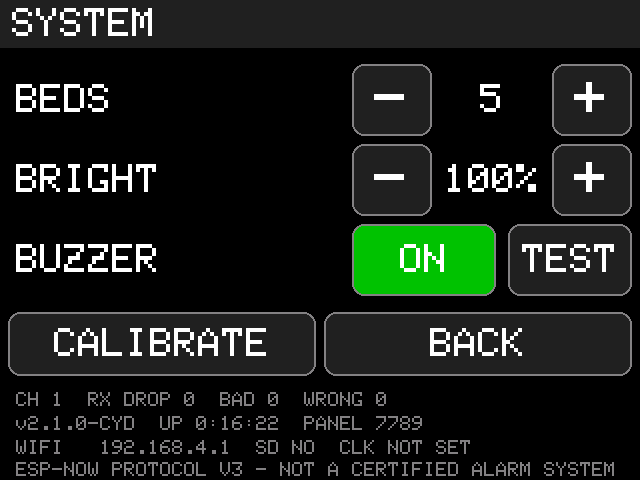 SYSTEM
BEDS − 5 +
BRIGHT − 100% +
BUZZER ON TEST
CALIBRATE BACK
CH 1 RX DROP 0 BAD 0 WRONG 0
v2.1.0-CYD UP 0:16:22 PANEL 7789
WIFI 192.168.4.1 SD NO CLK NOT SET
ESP-NOW PROTOCOL V3 - NOT A CERTIFIED ALARM SYSTEM